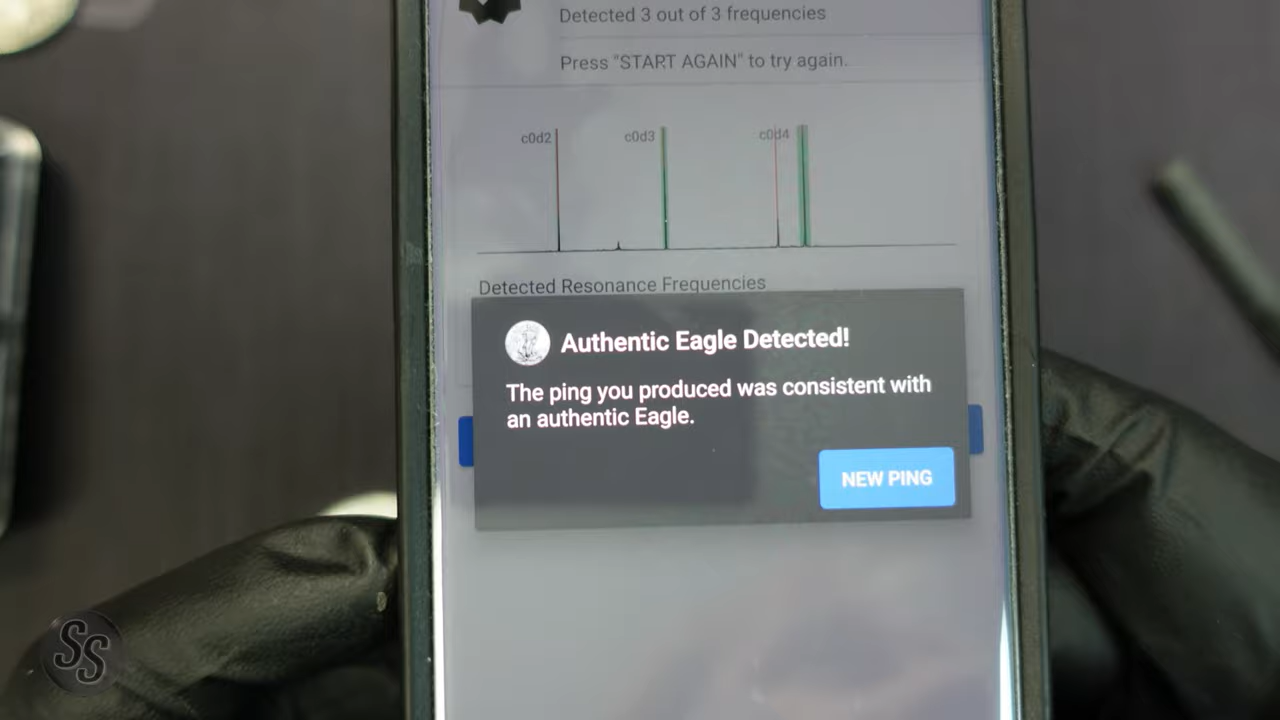 Detected 3 out of 3 frequencies
Press "START AGAIN" to try again.
c0d2 c0d3 c0d4
Detected Resonance Frequencies
Authentic Eagle Detected!
The ping you produced was consistent with
an authentic Eagle.
NEW PING
SS